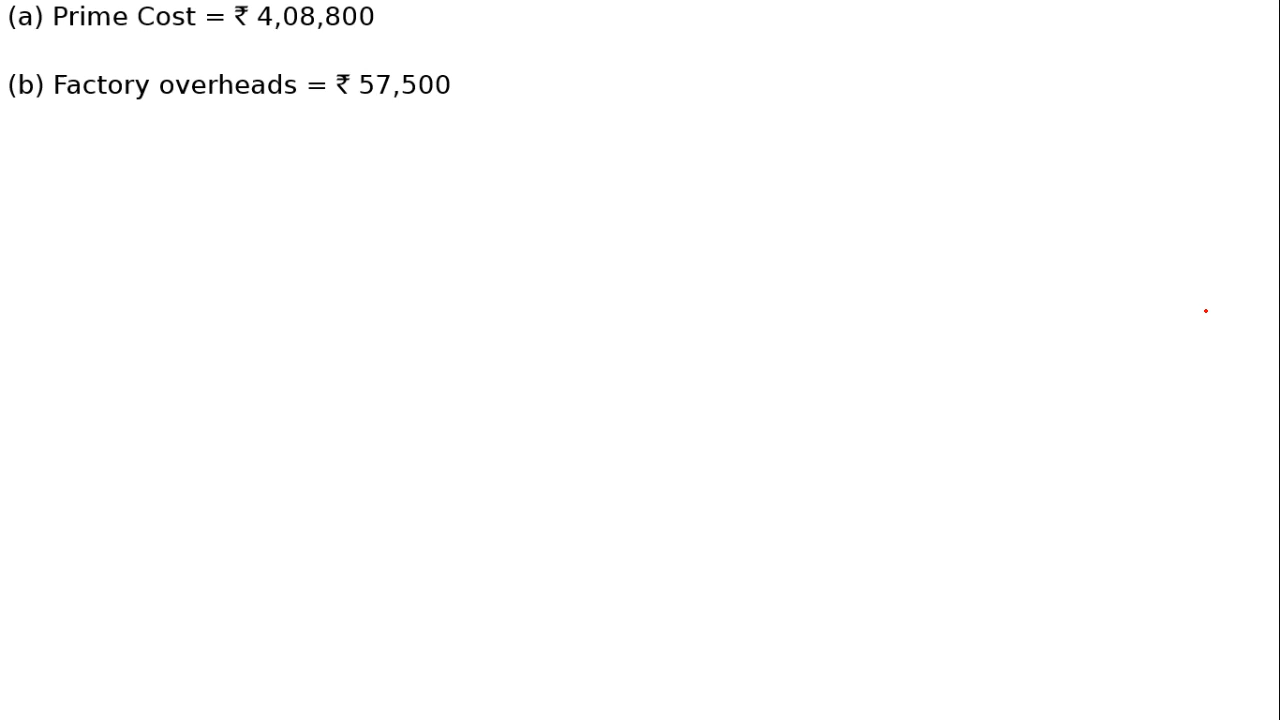 (a) Prime Cost = ₹ 4,08,800
(b) Factory overheads = ₹ 57,500